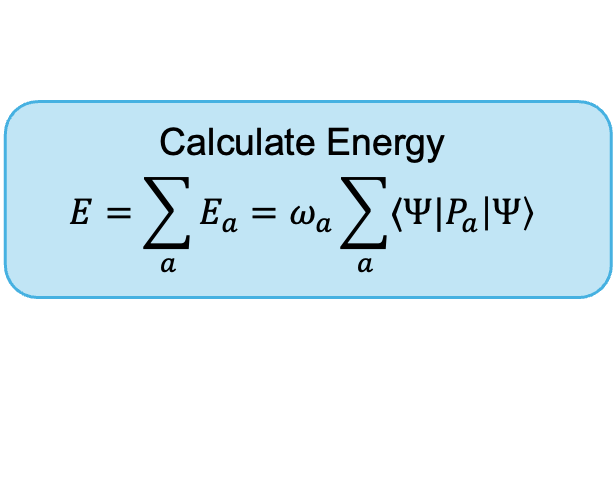 Calculate Energy
E = ∑_a E_a = ω_a ∑_a ⟨Ψ|P_a|Ψ⟩